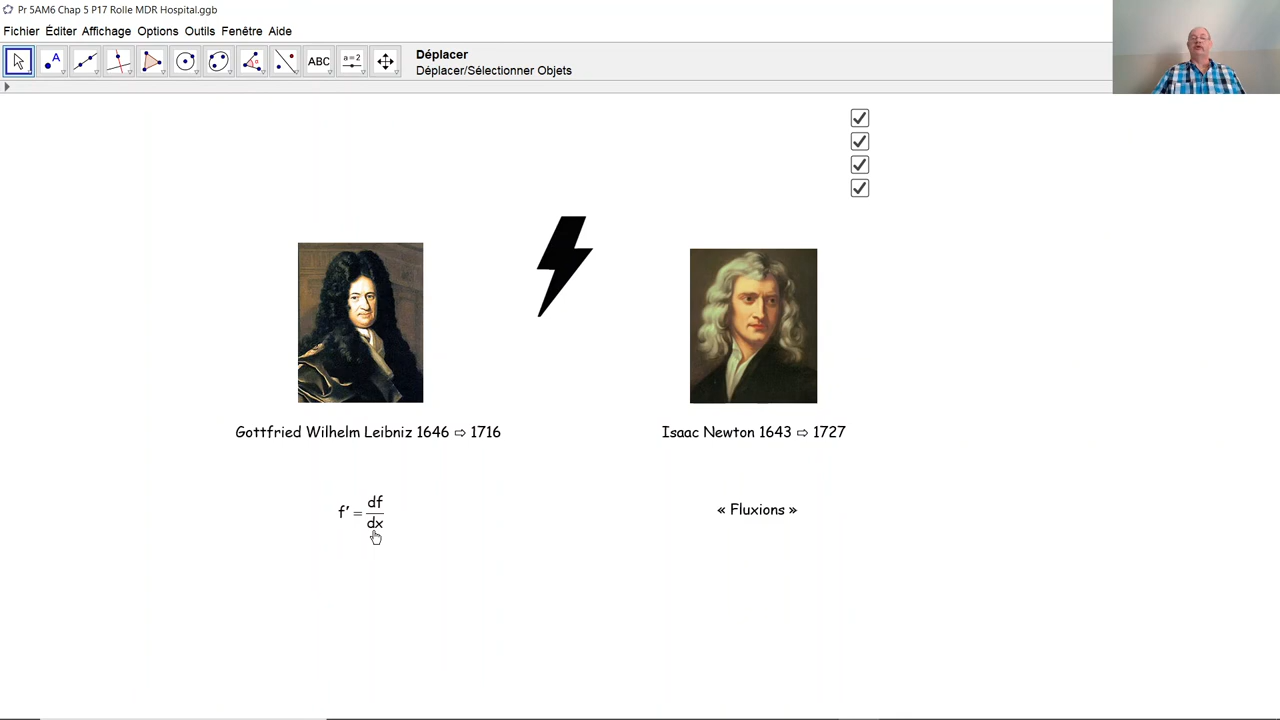 Pr 5AM6 Chap 5 P17 Rolle MDR Hospital.ggb
Fichier Éditer Affichage Options Outils Fenêtre Aide
A ABC a=2
Déplacer
Déplacer/Sélectionner Objets
Gottfried Wilhelm Leibniz 1646 ⇨ 1716
Isaac Newton 1643 ⇨ 1727
f' = df/dx
« Fluxions »